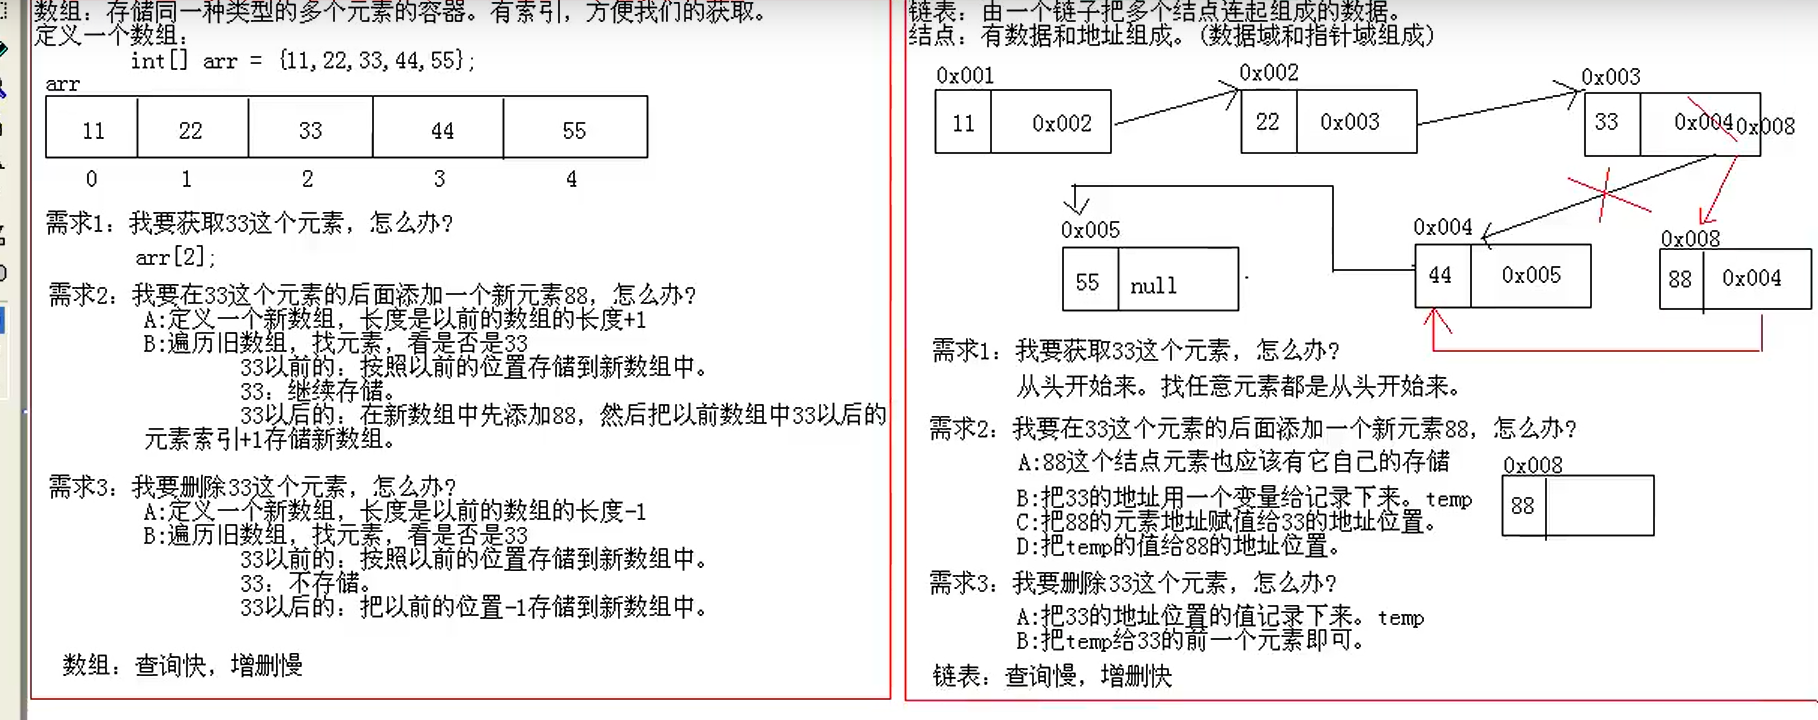 数组：存储同一种类型的多个元素的容器。有索引，方便我们的获取。
定义一个数组：
int[] arr = {11,22,33,44,55};
arr
11 22 33 44 55
0 1 2 3 4
需求1：我要获取33这个元素，怎么办?
arr[2];
需求2：我要在33这个元素的后面添加一个新元素88，怎么办?
A:定义一个新数组，长度是以前的数组的长度+1
B:遍历旧数组，找元素，看是否是33
33以前的：按照以前的位置存储到新数组中。
33：继续存储。
33以后的：在新数组中先添加88，然后把以前数组中33以后的
元素索引+1存储新数组。
需求3：我要删除33这个元素，怎么办?
A:定义一个新数组，长度是以前的数组的长度-1
B:遍历旧数组，找元素，看是否是33
33以前的：按照以前的位置存储到新数组中。
33：不存储。
33以后的：把以前的位置-1存储到新数组中。
数组：查询快，增删慢
链表：由一个链子把多个结点连起组成的数据。
结点：有数据和地址组成。(数据域和指针域组成)
0x001 0x002 0x003
11 0x002 22 0x003 33 0x004 0x008
0x005 0x004 0x008
55 null 44 0x005 88 0x004
需求1：我要获取33这个元素，怎么办?
从头开始来。找任意元素都是从头开始来。
需求2：我要在33这个元素的后面添加一个新元素88，怎么办?
A:88这个结点元素也应该有它自己的存储
0x008
88
B:把33的地址用一个变量给记录下来。temp
C:把88的元素地址赋值给33的地址位置。
D:把temp的值给88的地址位置。
需求3：我要删除33这个元素，怎么办?
A:把33的地址位置的值记录下来。temp
B:把temp给33的前一个元素即可。
链表：查询慢，增删快